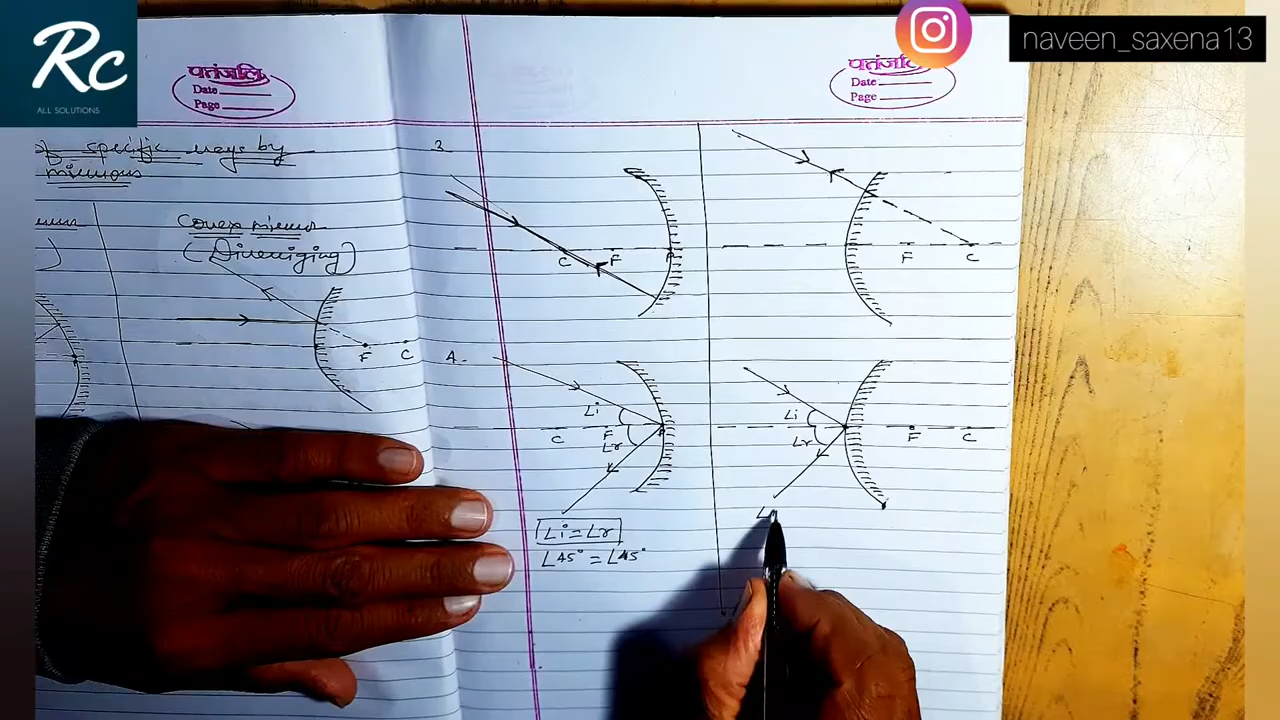 Rc
ALL SOLUTIONS
naveen_saxena13
पतंजलि
Date
Page
पतंजलि
Date
Page
of specific rays by
mirrors
Convex mirror
(Diverging)
F C
3
C F P
F C
4.
∠i
C F P
∠r
∠i = ∠r
∠45° = ∠45°
∠i
∠r
F C